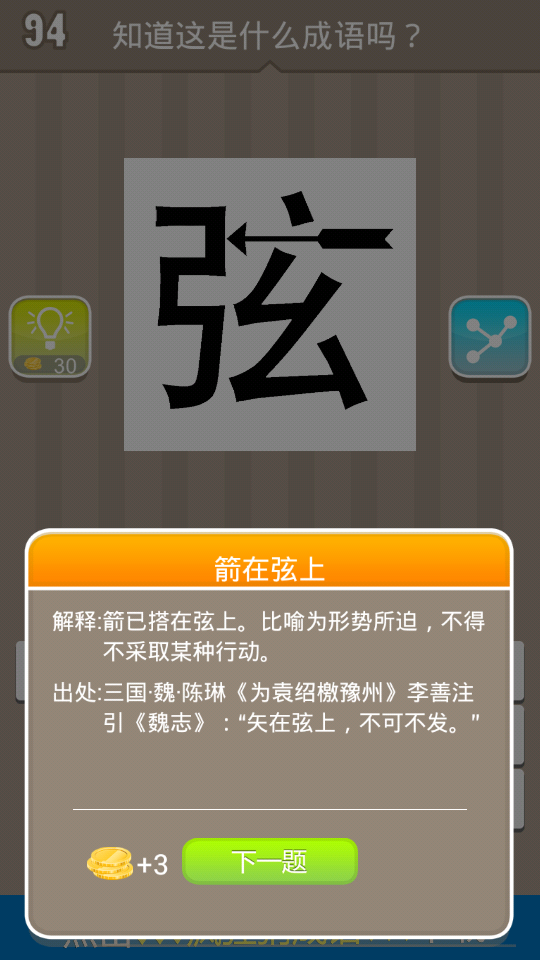 94
知道这是什么成语吗？
弦
30
箭在弦上
解释:箭已搭在弦上。比喻为形势所迫，不得
不采取某种行动。
出处:三国·魏·陈琳《为袁绍檄豫州》李善注
引《魏志》：“矢在弦上，不可不发。”
+3
下一题